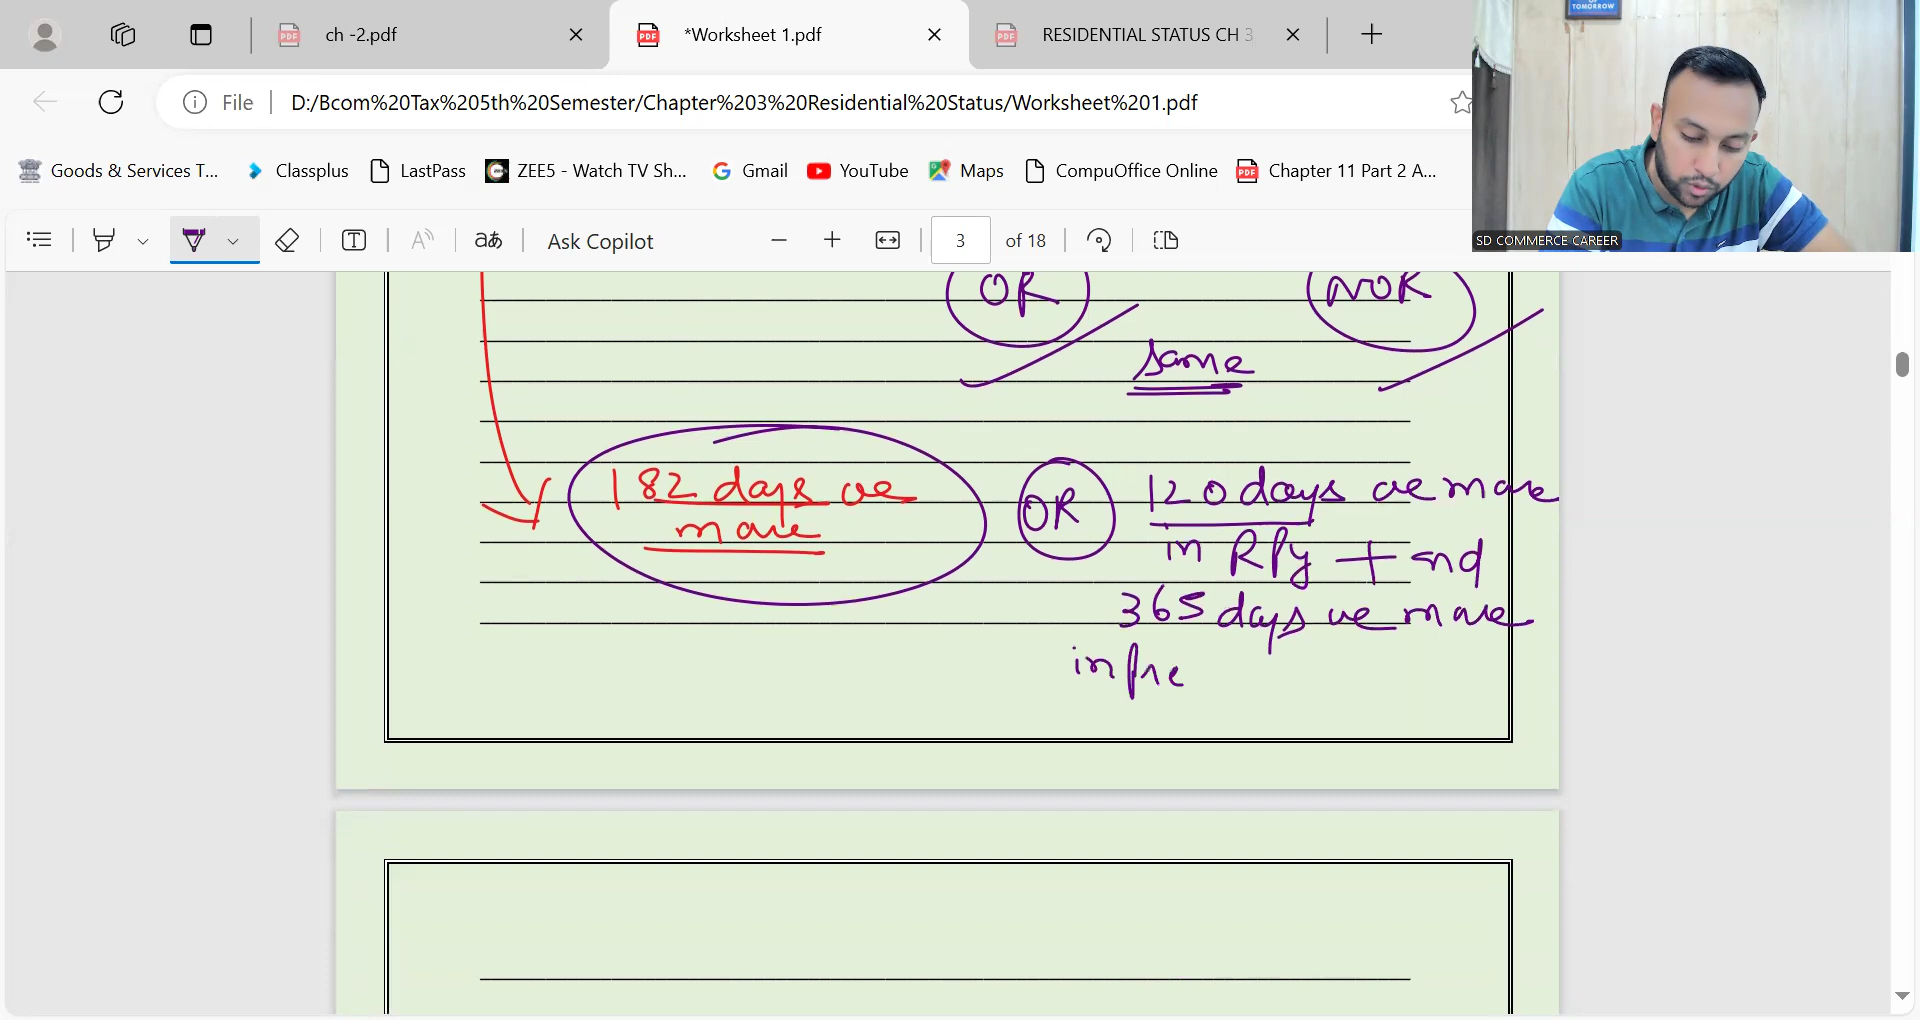 OF TOMORROW
ch -2.pdf
*Worksheet 1.pdf
RESIDENTIAL STATUS CH 3
File
D:/Bcom%20Tax%205th%20Semester/Chapter%203%20Residential%20Status/Worksheet%201.pdf
Goods & Services T...
Classplus
LastPass
ZEE5 - Watch TV Sh...
Gmail
YouTube
Maps
CompuOffice Online
Chapter 11 Part 2 A...
Ask Copilot
3 of 18
SD COMMERCE CAREER
OR
NOR
same
182 days or
more
OR
120 days or more
in RPY + and
365 days or more
in pre